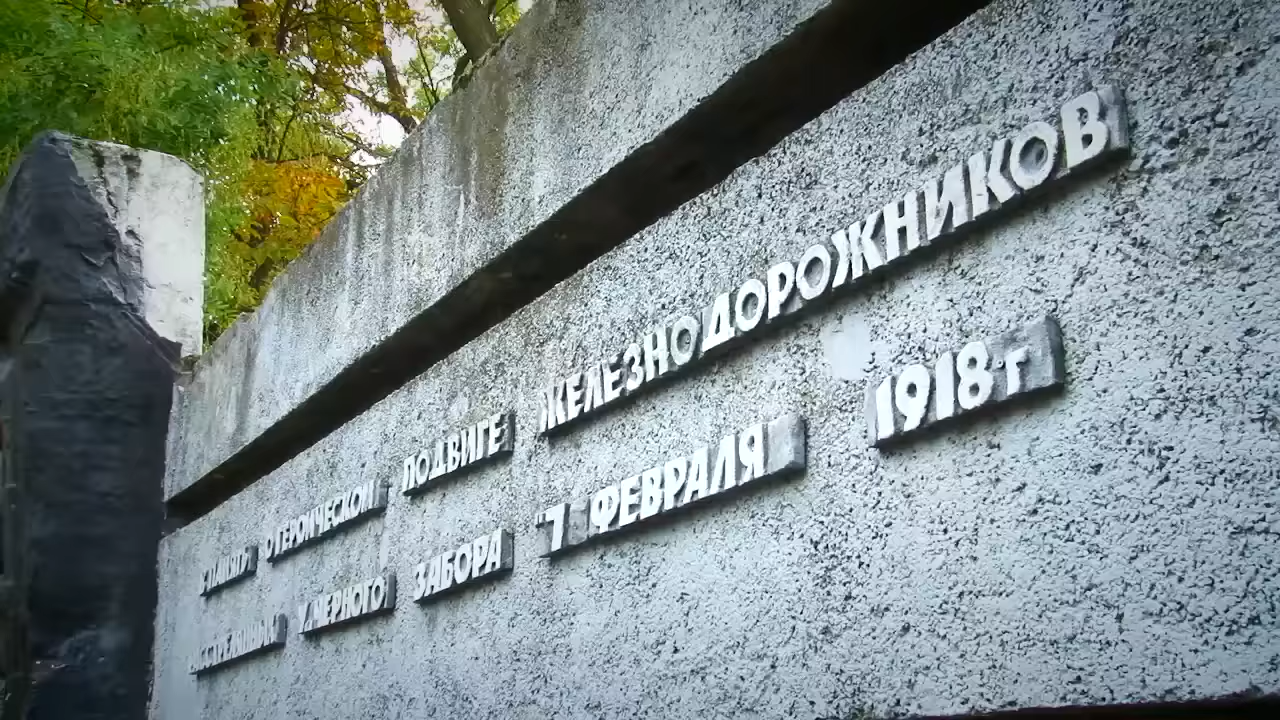 В ПАМЯТЬ О ГЕРОИЧЕСКОМ ПОДВИГЕ ЖЕЛЕЗНОДОРОЖНИКОВ
РАССТРЕЛЯННЫХ У ЧЕРНОГО ЗАБОРА 7 ФЕВРАЛЯ 1918 г